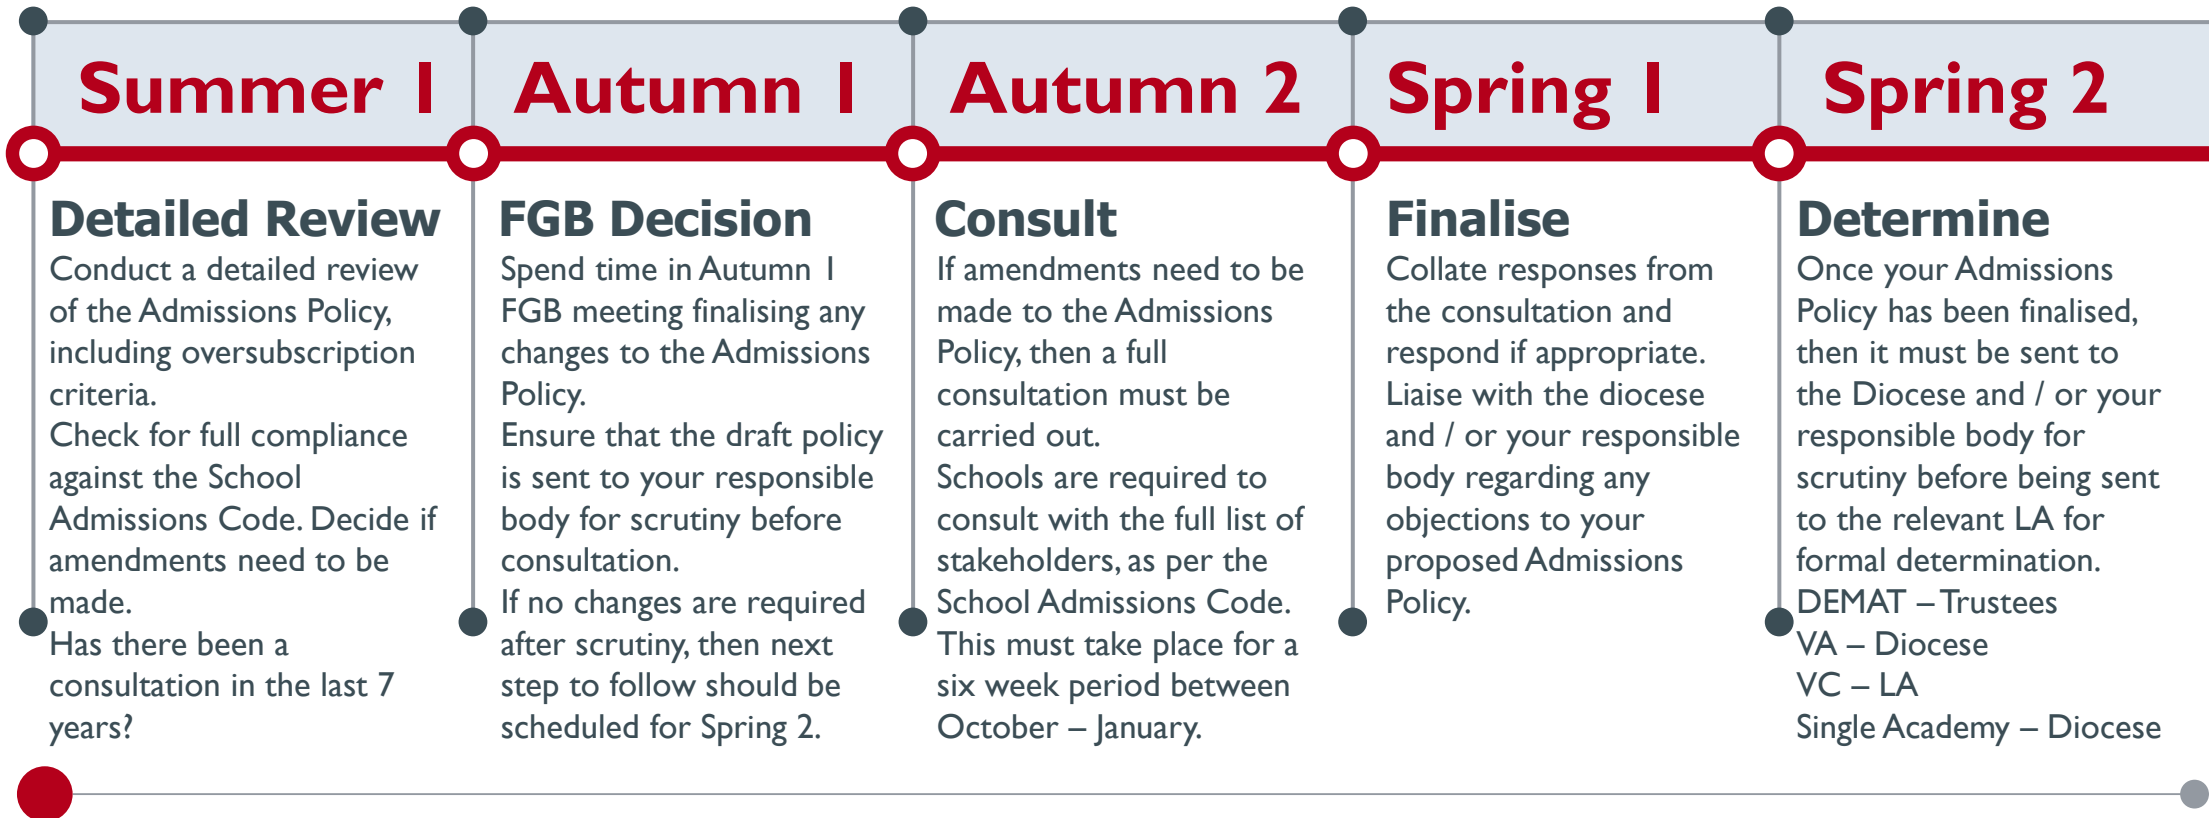 Summer 1
Autumn 1
Autumn 2
Spring 1
Spring 2
Detailed Review
Conduct a detailed review
of the Admissions Policy,
including oversubscription
criteria.
Check for full compliance
against the School
Admissions Code. Decide if
amendments need to be
made.
Has there been a
consultation in the last 7
years?
FGB Decision
Spend time in Autumn 1
FGB meeting finalising any
changes to the Admissions
Policy.
Ensure that the draft policy
is sent to your responsible
body for scrutiny before
consultation.
If no changes are required
after scrutiny, then next
step to follow should be
scheduled for Spring 2.
Consult
If amendments need to be
made to the Admissions
Policy, then a full
consultation must be
carried out.
Schools are required to
consult with the full list of
stakeholders, as per the
School Admissions Code.
This must take place for a
six week period between
October – January.
Finalise
Collate responses from
the consultation and
respond if appropriate.
Liaise with the diocese
and / or your responsible
body regarding any
objections to your
proposed Admissions
Policy.
Determine
Once your Admissions
Policy has been finalised,
then it must be sent to
the Diocese and / or your
responsible body for
scrutiny before being sent
to the relevant LA for
formal determination.
DEMAT – Trustees
VA – Diocese
VC – LA
Single Academy – Diocese